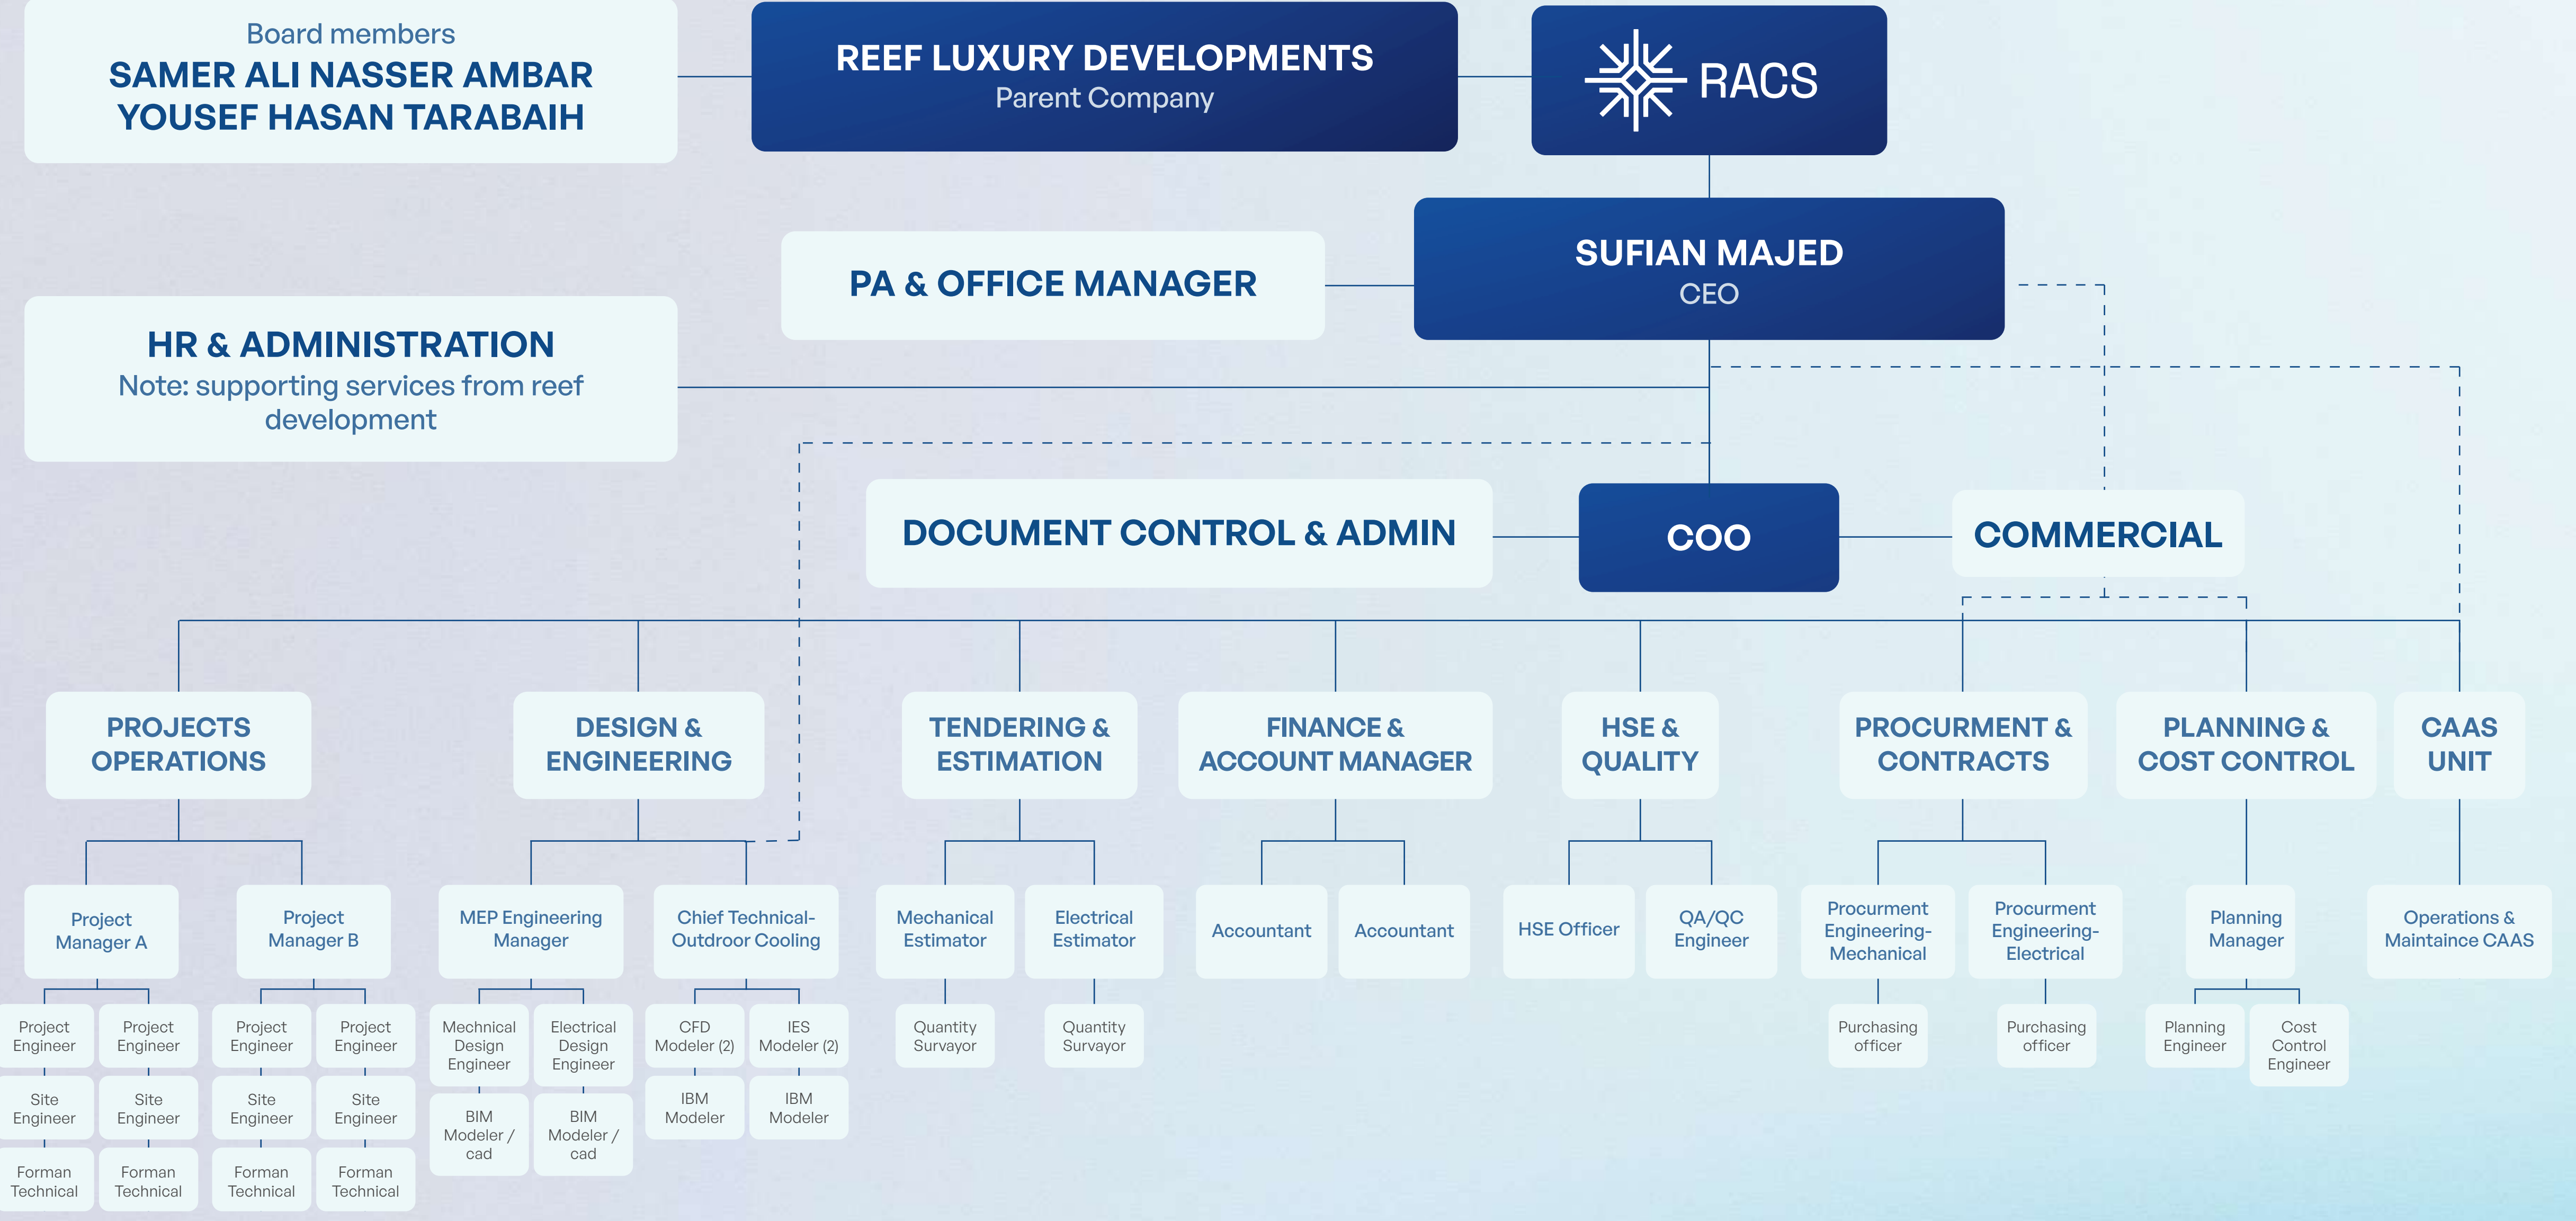 Board members
SAMER ALI NASSER AMBAR
YOUSEF HASAN TARABAIH
REEF LUXURY DEVELOPMENTS
Parent Company
RACS
SUFIAN MAJED
CEO
PA & OFFICE MANAGER
HR & ADMINISTRATION
Note: supporting services from reef
development
DOCUMENT CONTROL & ADMIN
COO
COMMERCIAL
PROJECTS
OPERATIONS
DESIGN &
ENGINEERING
TENDERING &
ESTIMATION
FINANCE &
ACCOUNT MANAGER
HSE &
QUALITY
PROCURMENT &
CONTRACTS
PLANNING &
COST CONTROL
CAAS
UNIT
Project
Manager A
Project
Manager B
MEP Engineering
Manager
Chief Technical-
Outdroor Cooling
Mechanical
Estimator
Electrical
Estimator
Accountant
Accountant
HSE Officer
QA/QC
Engineer
Procurment
Engineering-
Mechanical
Procurment
Engineering-
Electrical
Planning
Manager
Operations &
Maintaince CAAS
Project
Engineer
Project
Engineer
Project
Engineer
Project
Engineer
Mechnical
Design
Engineer
Electrical
Design
Engineer
CFD
Modeler (2)
IES
Modeler (2)
Quantity
Survayor
Quantity
Survayor
Purchasing
officer
Purchasing
officer
Planning
Engineer
Cost
Control
Engineer
Site
Engineer
Site
Engineer
Site
Engineer
Site
Engineer
BIM
Modeler /
cad
BIM
Modeler /
cad
IBM
Modeler
IBM
Modeler
Forman
Technical
Forman
Technical
Forman
Technical
Forman
Technical